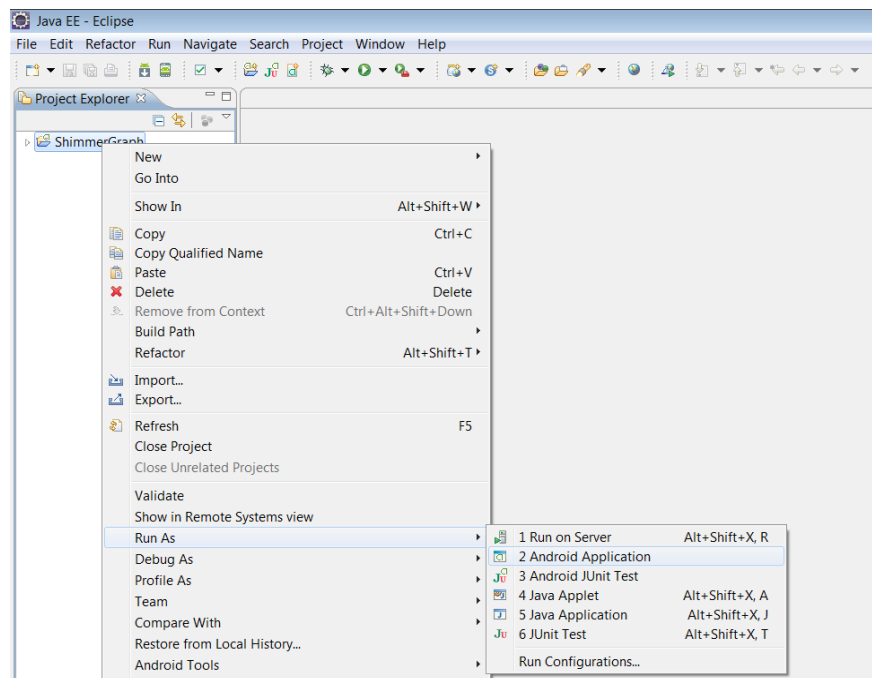 Java EE - Eclipse
File Edit Refactor Run Navigate Search Project Window Help
Project Explorer
ShimmerGraph
New
Go Into
Show In Alt+Shift+W
Copy Ctrl+C
Copy Qualified Name
Paste Ctrl+V
Delete Delete
Remove from Context Ctrl+Alt+Shift+Down
Build Path
Refactor Alt+Shift+T
Import...
Export...
Refresh F5
Close Project
Close Unrelated Projects
Validate
Show in Remote Systems view
Run As
Debug As
Profile As
Team
Compare With
Restore from Local History...
Android Tools
1 Run on Server Alt+Shift+X, R
2 Android Application
3 Android JUnit Test
4 Java Applet Alt+Shift+X, A
5 Java Application Alt+Shift+X, J
6 JUnit Test Alt+Shift+X, T
Run Configurations...